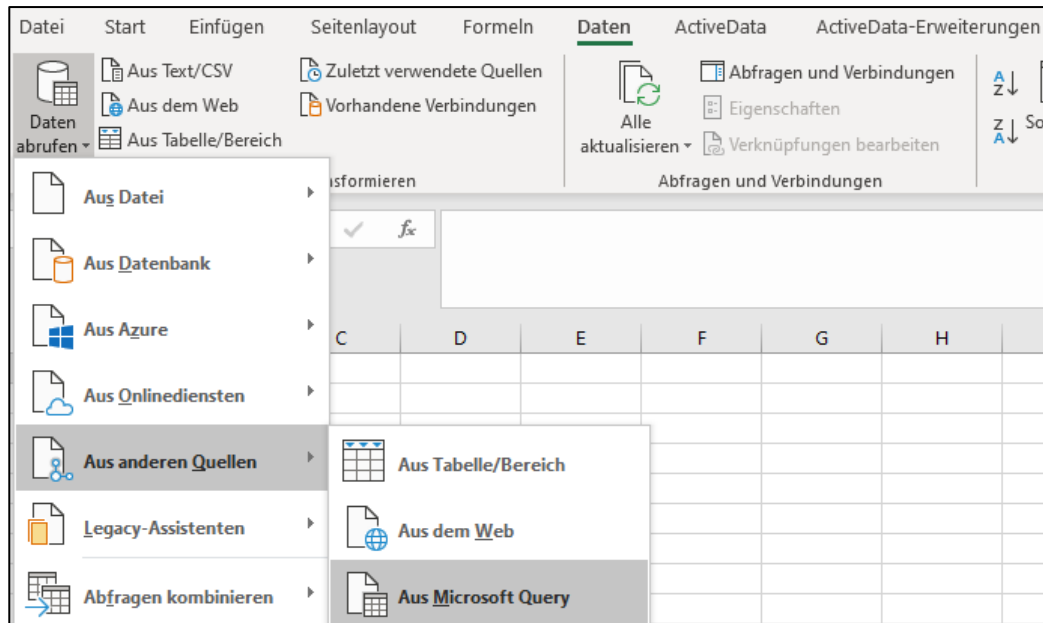 Datei Start Einfügen Seitenlayout Formeln Daten ActiveData ActiveData-Erweiterungen
Aus Text/CSV
Aus dem Web
Aus Tabelle/Bereich
Daten
abrufen
Zuletzt verwendete Quellen
Vorhandene Verbindungen
Alle
aktualisieren
Abfragen und Verbindungen
Eigenschaften
Verknüpfungen bearbeiten
A
Z
Z
A
So
nsformieren
Abfragen und Verbindungen
fx
C D E F G H
Aus Datei
Aus Datenbank
Aus Azure
Aus Onlinediensten
Aus anderen Quellen
Legacy-Assistenten
Abfragen kombinieren
Aus Tabelle/Bereich
Aus dem Web
Aus Microsoft Query